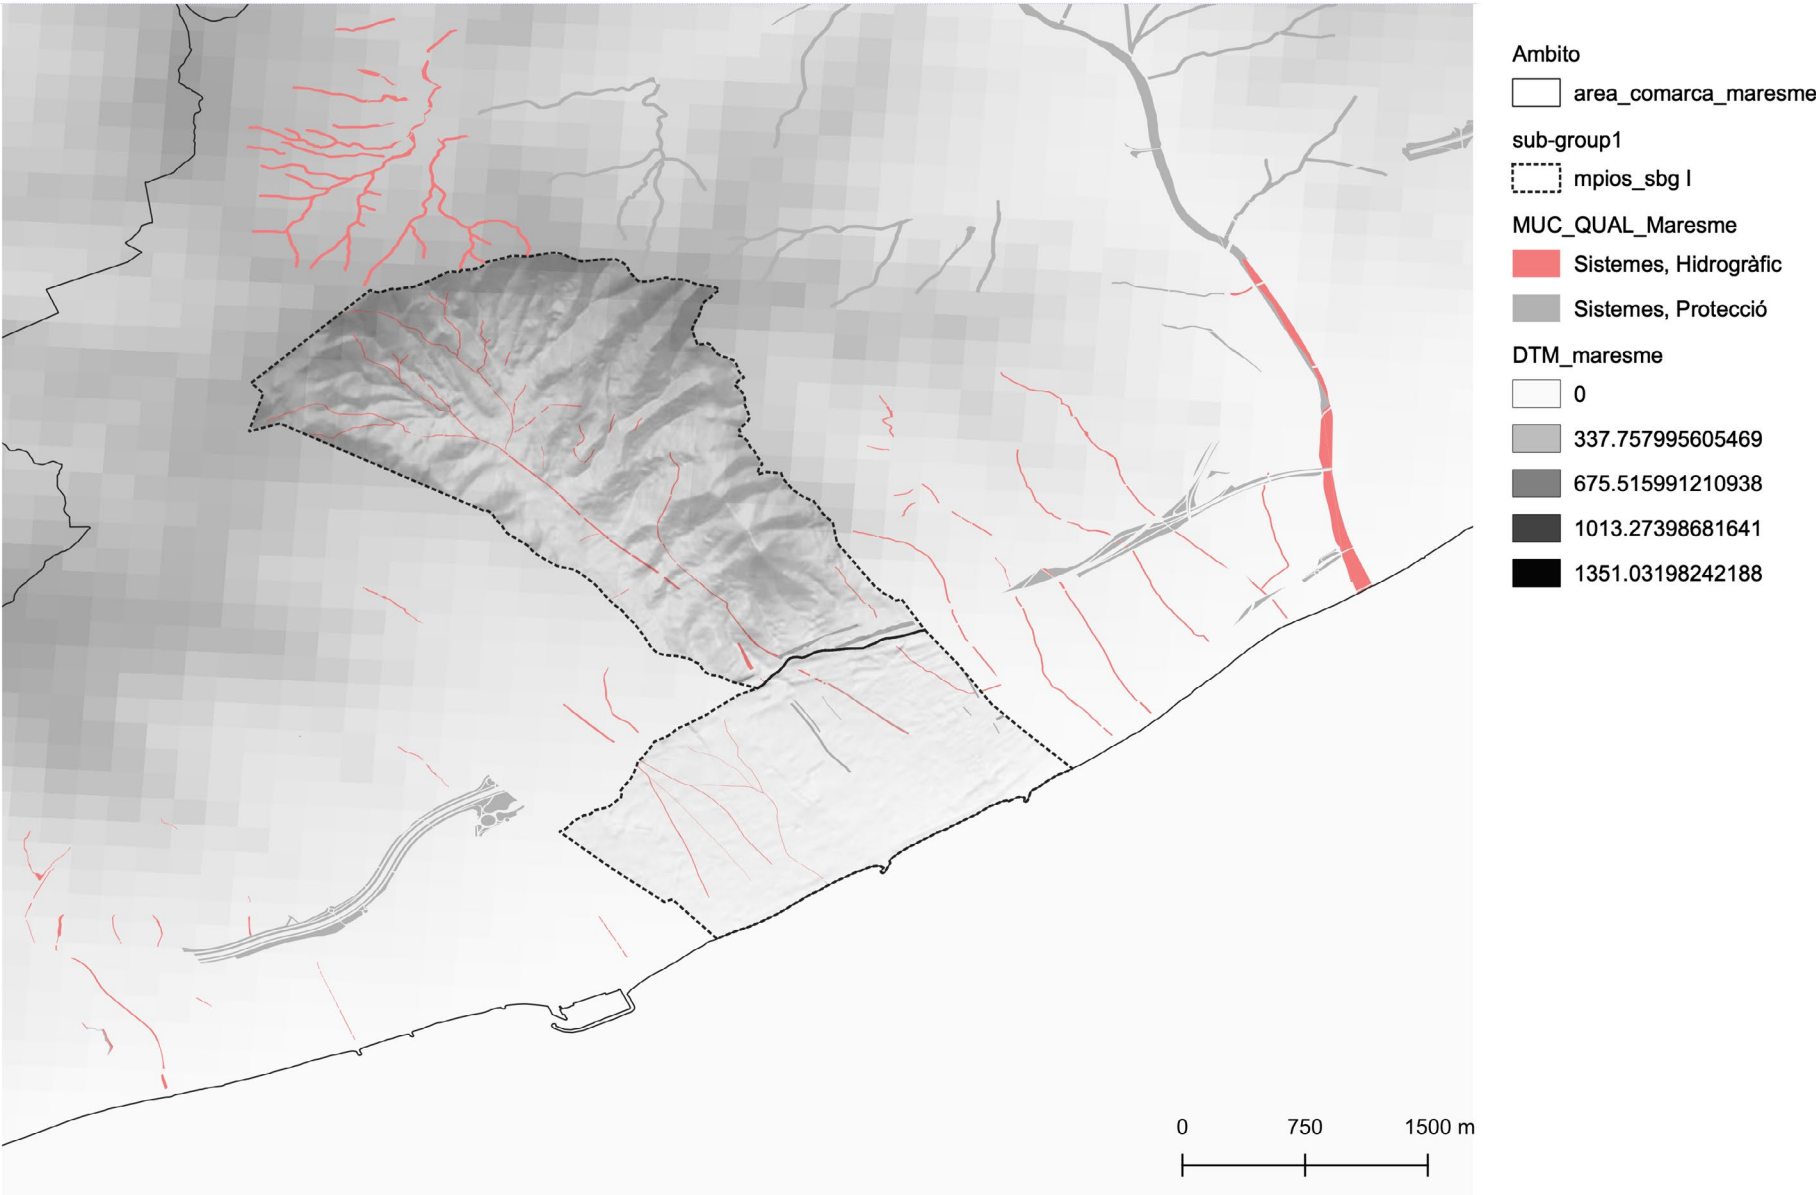 Ambito
area_comarca_maresme
sub-group1
mpios_sbg I
MUC_QUAL_Maresme
Sistemes, Hidrogràfic
Sistemes, Protecció
DTM_maresme
0
337.757995605469
675.515991210938
1013.27398681641
1351.03198242188
0 750 1500 m